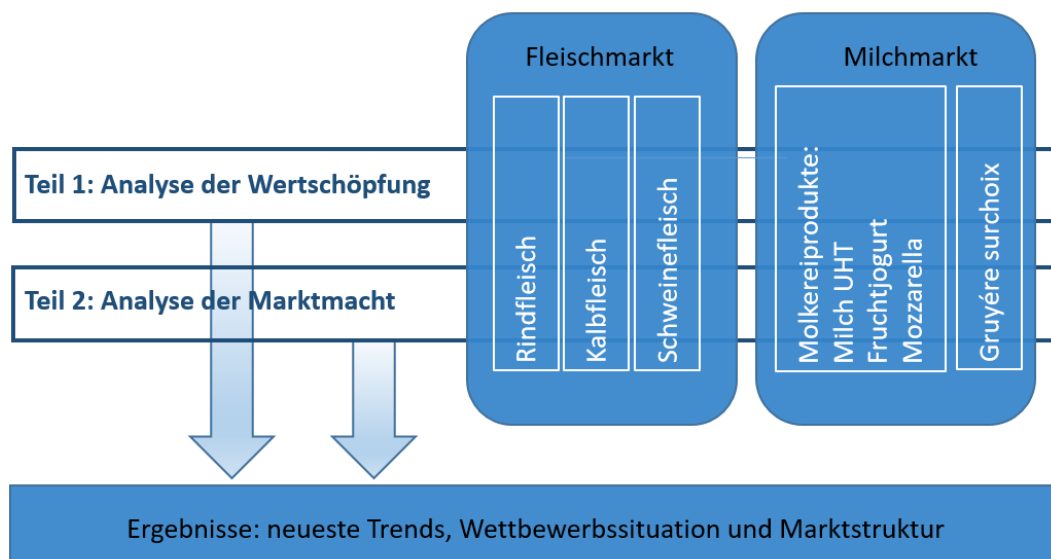 Fleischmarkt
Milchmarkt
Teil 1: Analyse der Wertschöpfung
Teil 2: Analyse der Marktmacht
Rindfleisch
Kalbfleisch
Schweinefleisch
Molkereiprodukte:
Milch UHT
Fruchtjogurt
Mozzarella
Gruyére surchoix
Ergebnisse: neueste Trends, Wettbewerbssituation und Marktstruktur